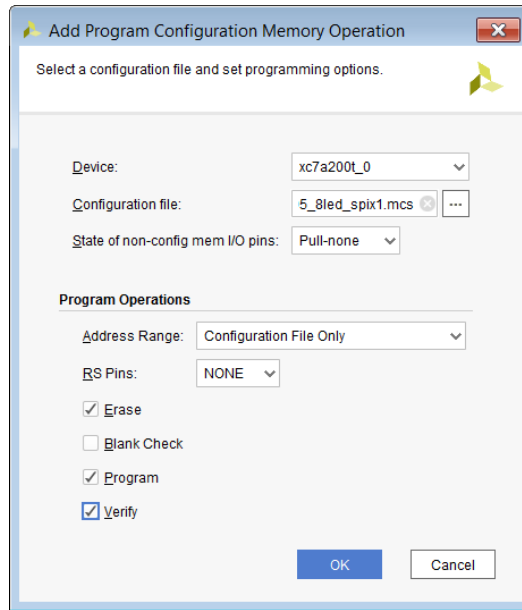 Add Program Configuration Memory Operation
Select a configuration file and set programming options.
Device: xc7a200t_0
Configuration file: 5_8led_spix1.mcs ...
State of non-config mem I/O pins: Pull-none
Program Operations
Address Range: Configuration File Only
RS Pins: NONE
Erase
Blank Check
Program
Verify
OK Cancel